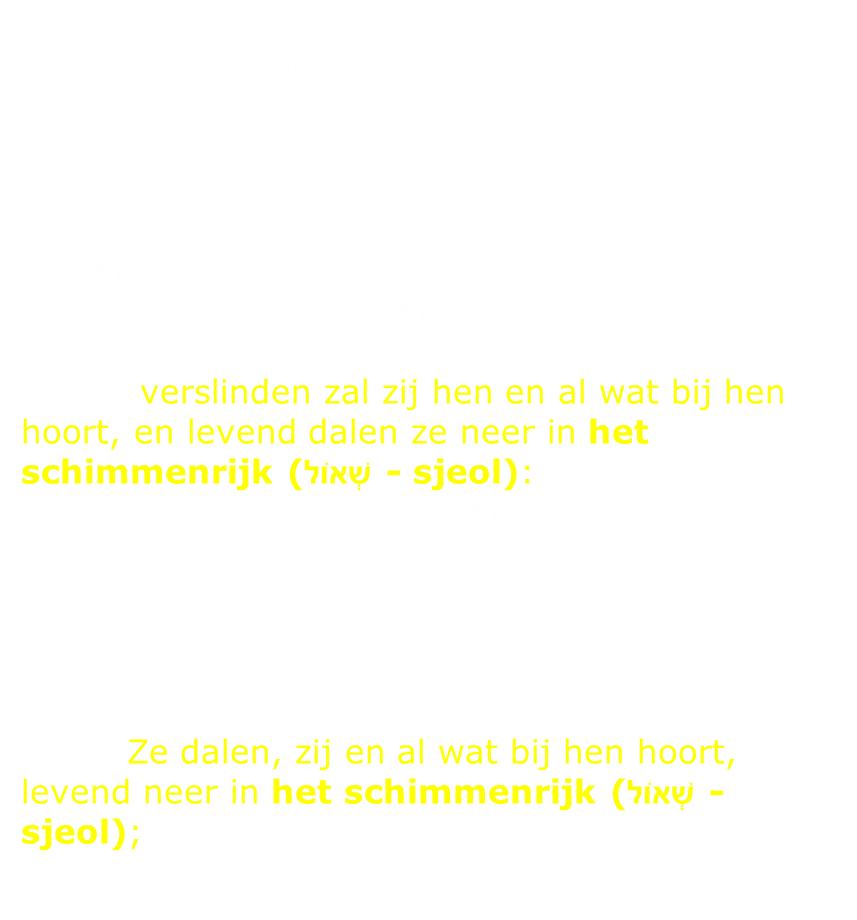 verslinden zal zij hen en al wat bij hen
hoort, en levend dalen ze neer in het
schimmenrijk (שְׁאוֹל - sjeol):
Ze dalen, zij en al wat bij hen hoort,
levend neer in het schimmenrijk (שְׁאוֹל -
sjeol);